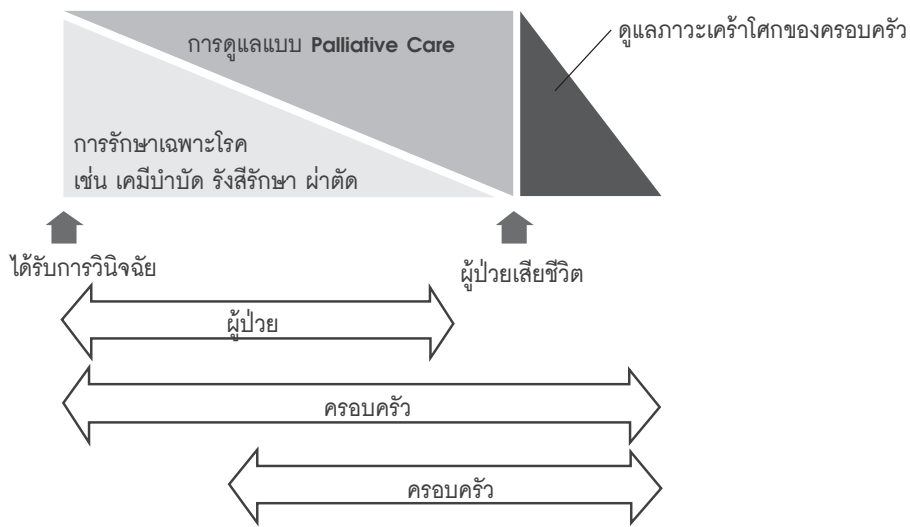 การดูแลแบบ Palliative Care
ดูแลภาวะเศร้าโศกของครอบครัว
การรักษาเฉพาะโรค
เช่น เคมีบำบัด รังสีรักษา ผ่าตัด
ได้รับการวินิจฉัย
ผู้ป่วยเสียชีวิต
ผู้ป่วย
ครอบครัว
ครอบครัว